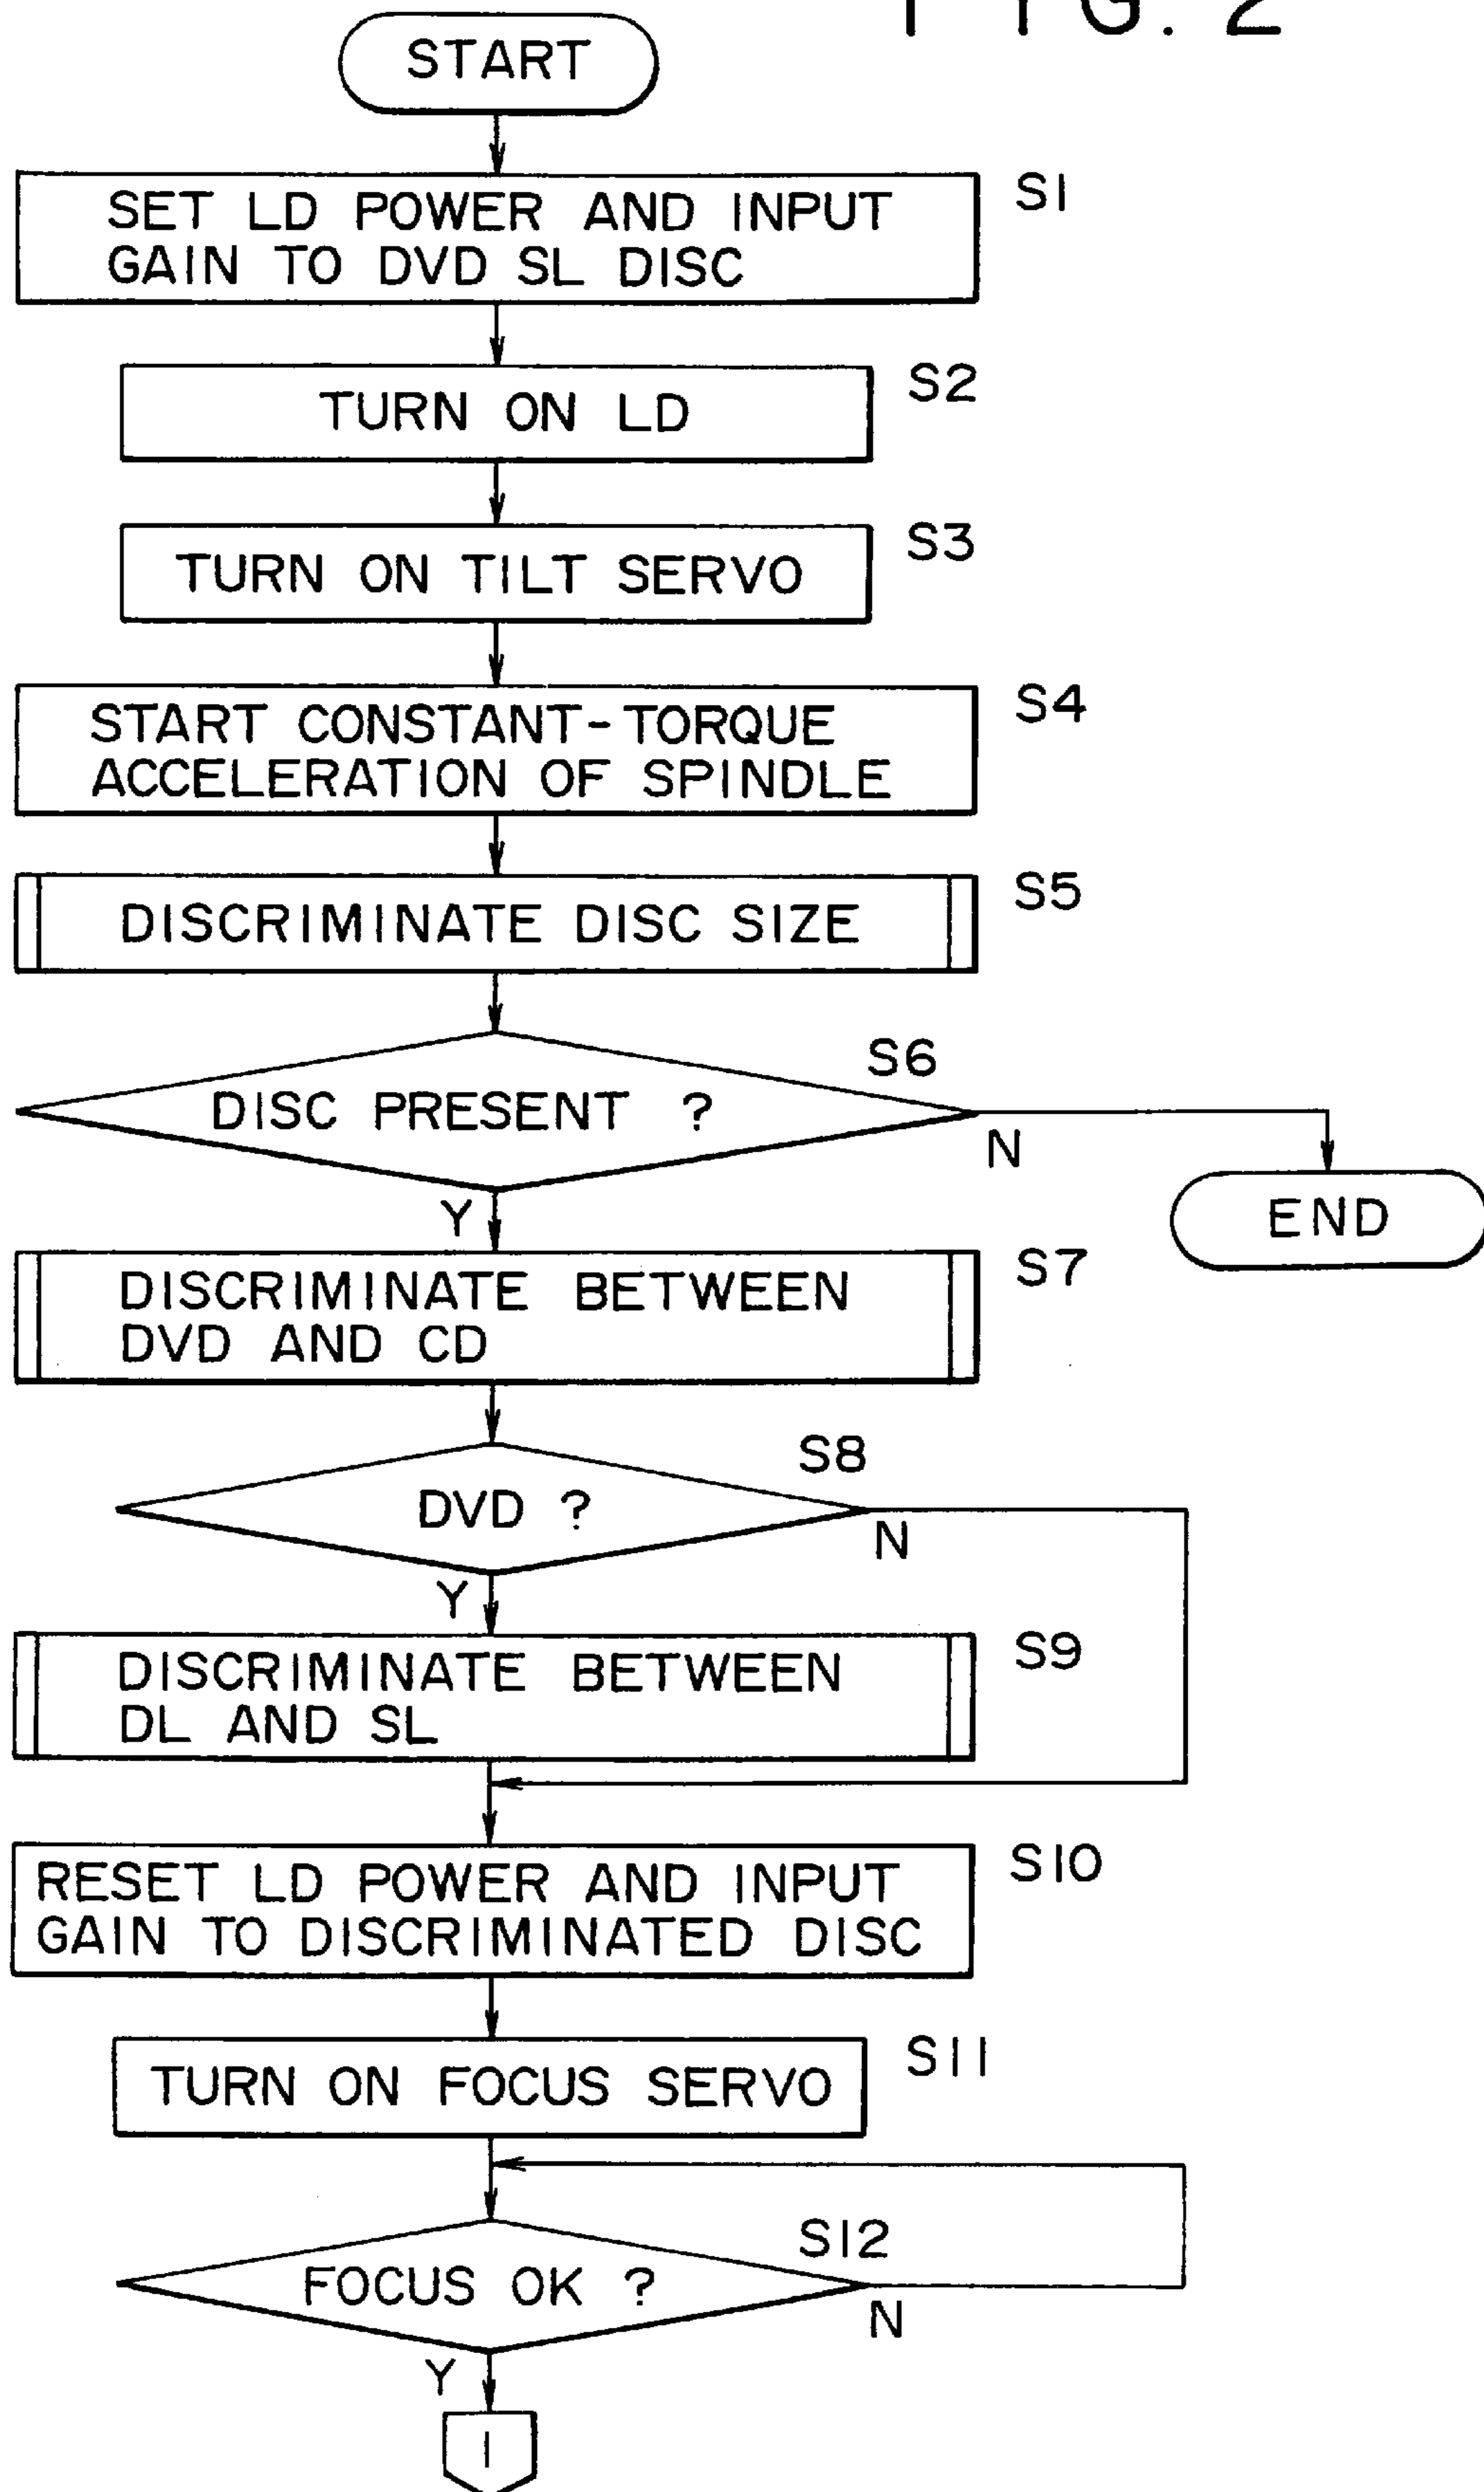 FIG. 2
START
SET LD POWER AND INPUT
GAIN TO DVD SL DISC
S1
TURN ON LD
S2
TURN ON TILT SERVO
S3
START CONSTANT-TORQUE
ACCELERATION OF SPINDLE
S4
DISCRIMINATE DISC SIZE
S5
DISC PRESENT ?
S6
N
END
Y
DISCRIMINATE BETWEEN
DVD AND CD
S7
DVD ?
S8
N
Y
DISCRIMINATE BETWEEN
DL AND SL
S9
RESET LD POWER AND INPUT
GAIN TO DISCRIMINATED DISC
S10
TURN ON FOCUS SERVO
S11
FOCUS OK ?
S12
N
Y
1